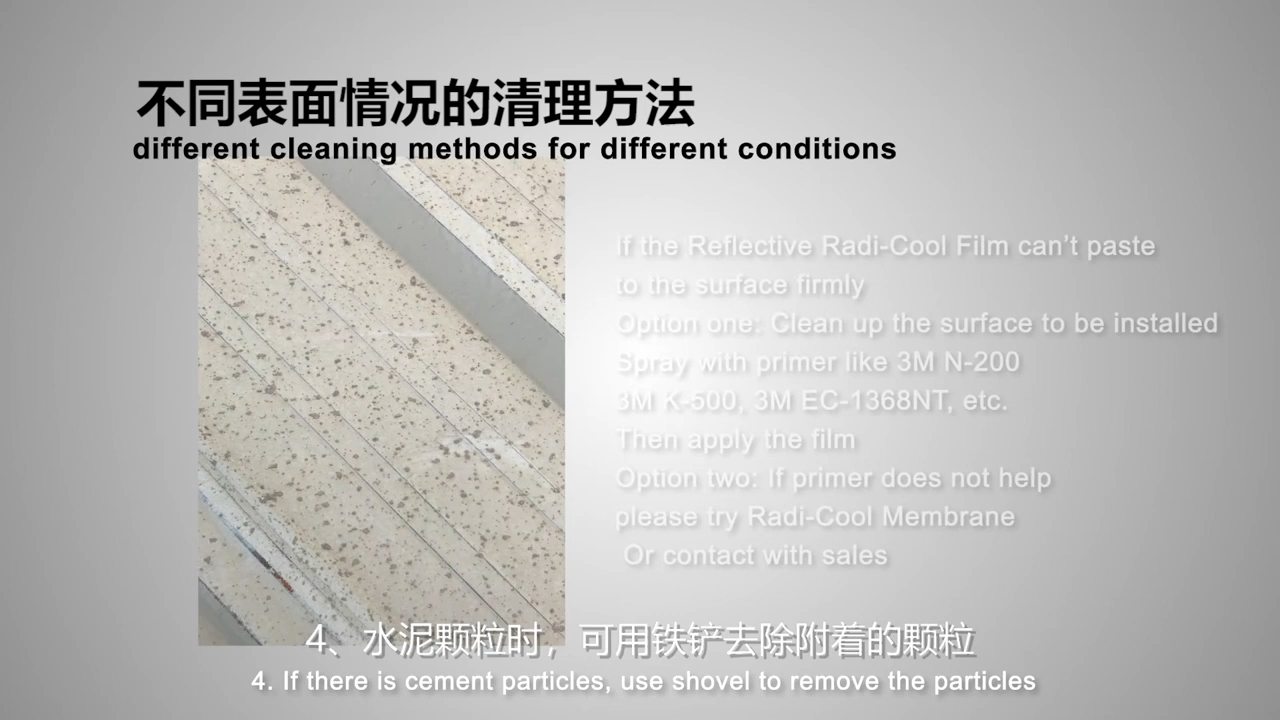 不同表面情况的清理方法
different cleaning methods for different conditions
If the Reflective Radi-Cool Film can't paste
to the surface firmly
Option one: Clean up the surface to be installed
Spray with primer like 3M N-200
3M K-500, 3M EC-1368NT, etc.
Then apply the film
Option two: If primer does not help
please try Radi-Cool Membrane
Or contact with sales
4、水泥颗粒时，可用铁铲去除附着的颗粒
4. If there is cement particles, use shovel to remove the particles